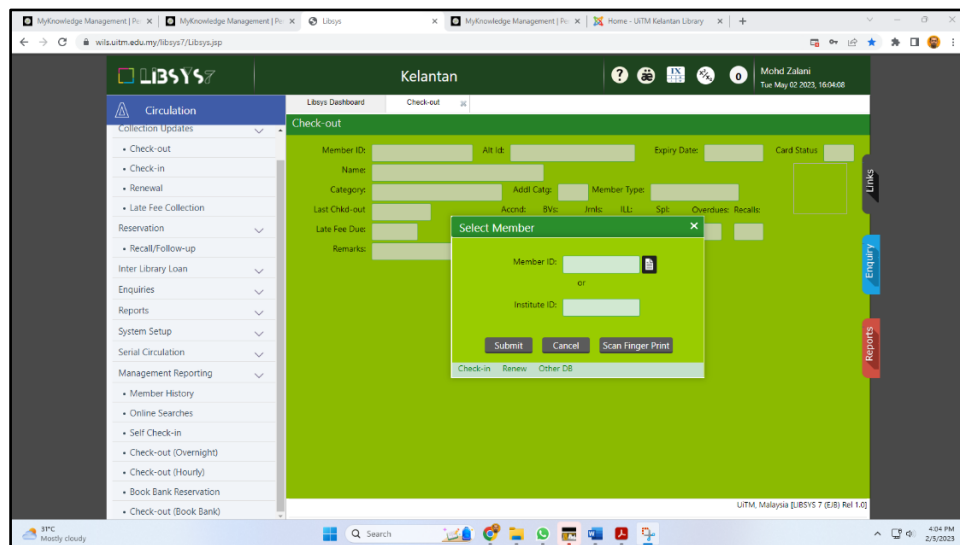 MyKnowledge Management | Po
MyKnowledge Management | Po
Libsys
MyKnowledge Management | Po
Home - UiTM Kelantan Library
wils.uitm.edu.my/libsys7/Libsys.jsp
LIBSYS7
Kelantan
0
Mohd Zalani
Tue May 02 2023, 16:04:08
Circulation
Libsys Dashboard
Check-out
Collection Updates
Check-out
• Check-out
• Check-in
• Renewal
• Late Fee Collection
Reservation
• Recall/Follow-up
Inter Library Loan
Enquiries
Reports
System Setup
Serial Circulation
Management Reporting
• Member History
• Online Searches
• Self Check-in
• Check-out (Overnight)
• Check-out (Hourly)
• Book Bank Reservation
• Check-out (Book Bank)
Member ID:
Alt Id:
Expiry Date:
Card Status
Name:
Category:
Addl Catg:
Member Type:
Last Chkd-out
Accnd:
BVs:
Jrnls:
ILL:
Spl:
Overdues:
Recalls:
Late Fee Due:
Remarks:
Select Member
Member ID:
or
Institute ID:
Submit
Cancel
Scan Finger Print
Check-in
Renew
Other DB
Links
Enquiry
Reports
UiTM, Malaysia [LIBSYS 7 (EJB) Rel 1.0]
31°C
Mostly cloudy
Search
4:04 PM
2/5/2023